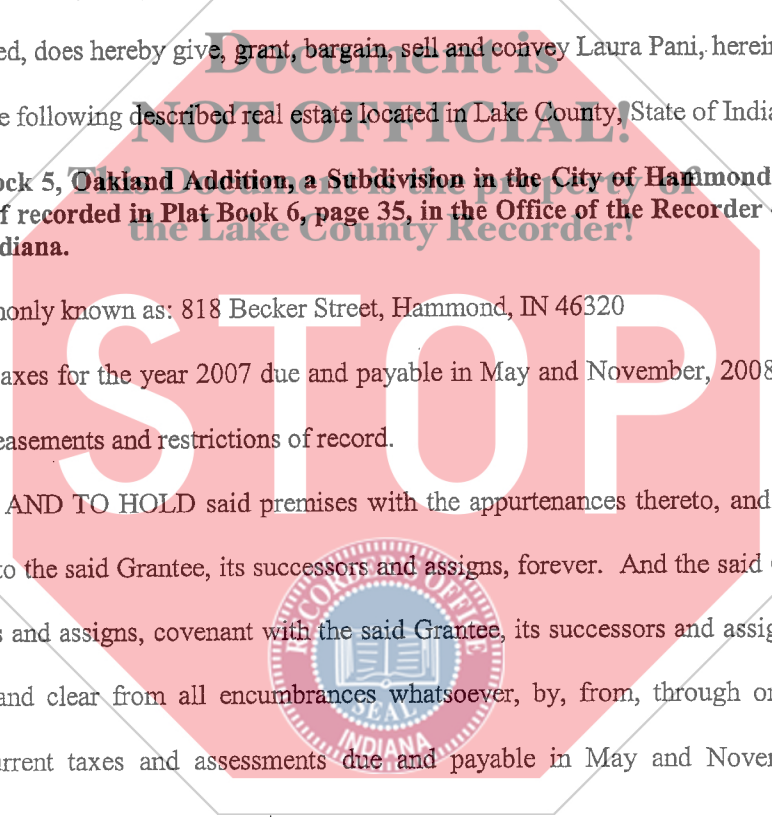 ed, does hereby give, grant, bargain, sell and convey Laura Pani, herein
Document is
e following described real estate located in Lake County, State of India
NOT OFFICIAL!
ock 5, Oakland Addition, a Subdivision in the City of Hammond
This Document is the property of
f recorded in Plat Book 6, page 35, in the Office of the Recorder
the Lake County Recorder!
diana.
monly known as: 818 Becker Street, Hammond, IN 46320
STOP
axes for the year 2007 due and payable in May and November, 2008
easements and restrictions of record.
AND TO HOLD said premises with the appurtenances thereto, and
to the said Grantee, its successors and assigns, forever. And the said
RECORDER'S OFFICE
s and assigns, covenant with the said Grantee, its successors and assig
and clear from all encumbrances whatsoever, by, from, through or
SEAL
INDIANA
urrent taxes and assessments due and payable in May and Nove